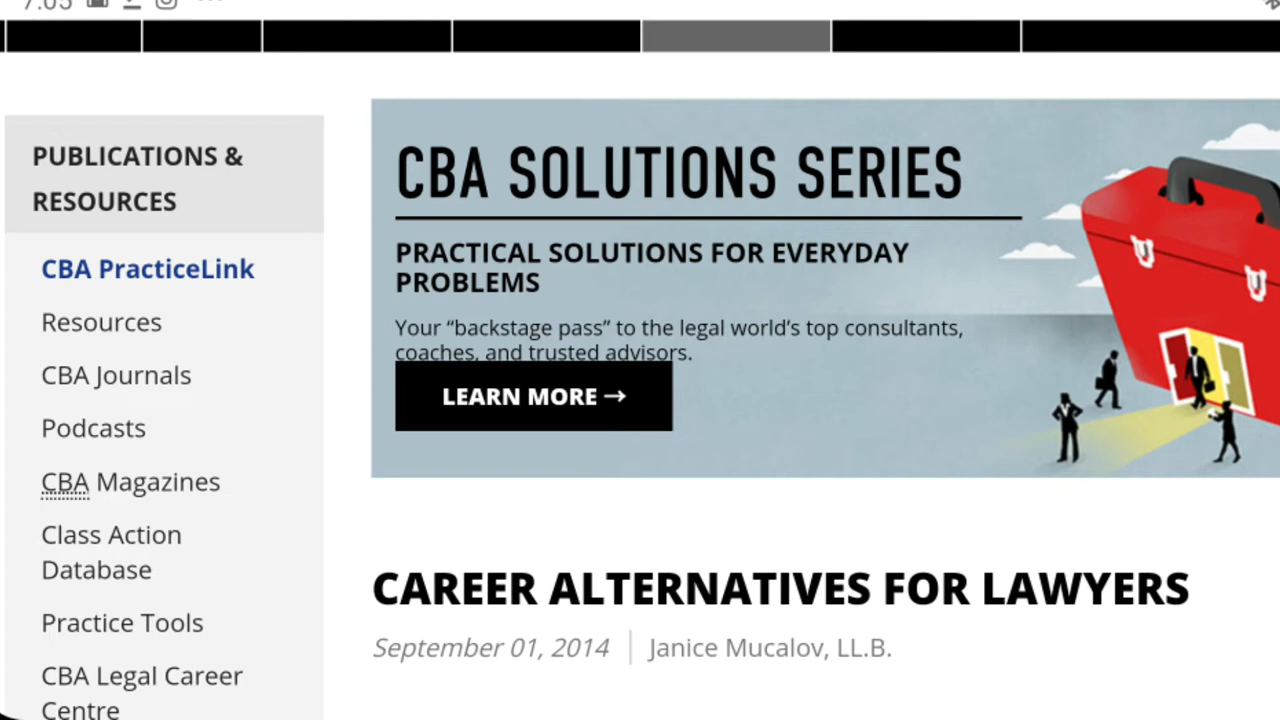 7:05
PUBLICATIONS &
RESOURCES
CBA PracticeLink
Resources
CBA Journals
Podcasts
CBA Magazines
Class Action
Database
Practice Tools
CBA Legal Career
Centre
CBA SOLUTIONS SERIES
PRACTICAL SOLUTIONS FOR EVERYDAY
PROBLEMS
Your “backstage pass” to the legal world’s top consultants,
coaches, and trusted advisors.
LEARN MORE →
CAREER ALTERNATIVES FOR LAWYERS
September 01, 2014 | Janice Mucalov, LL.B.